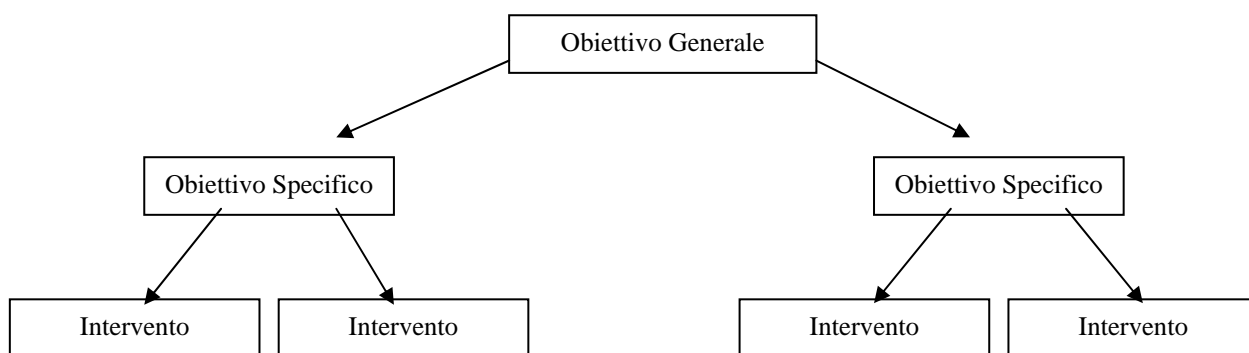 Obiettivo Generale
Obiettivo Specifico
Obiettivo Specifico
Intervento
Intervento
Intervento
Intervento